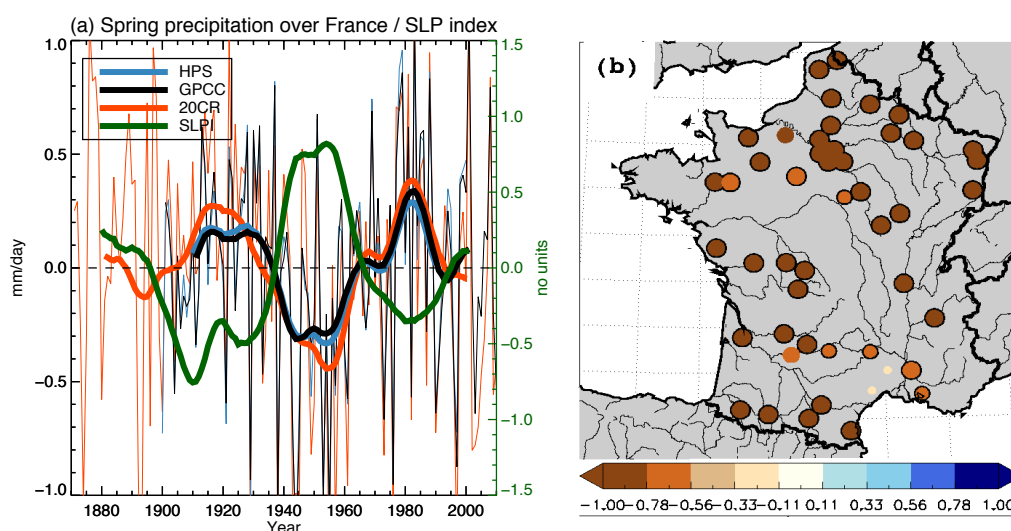 (a) Spring precipitation over France / SLP index
1.0
0.5
0.0
−0.5
−1.0
mm/day
HPS
GPCC
20CR
SLPI
1.5
1.0
0.5
0.0
−0.5
−1.0
−1.5
no units
1880 1900 1920 1940 1960 1980 2000
Year
(b)
−1.00 −0.78 −0.56 −0.33 −0.11 0.11 0.33 0.56 0.78 1.00